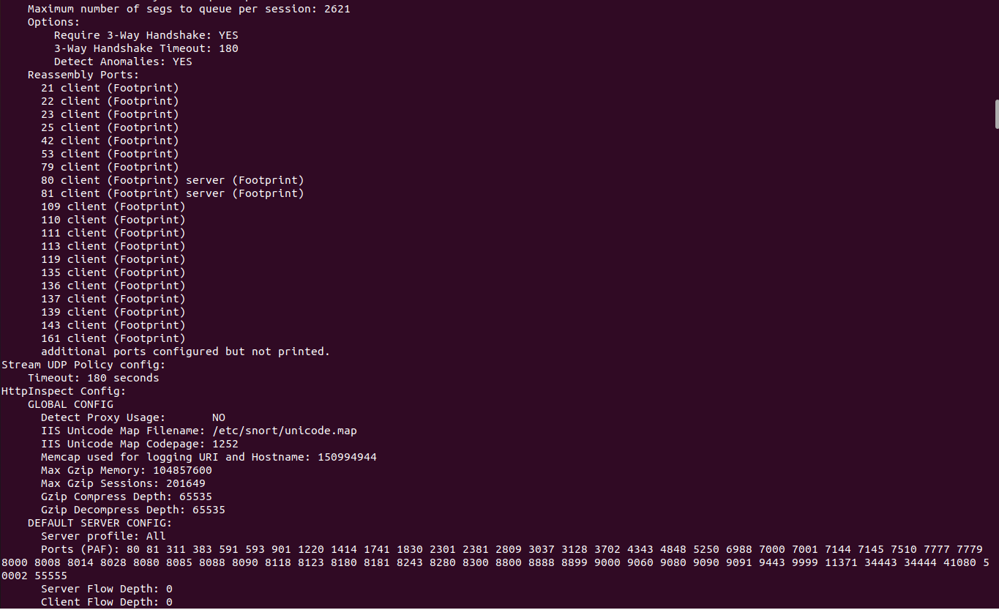 Maximum number of segs to queue per session: 2621
Options:
Require 3-Way Handshake: YES
3-Way Handshake Timeout: 180
Detect Anomalies: YES
Reassembly Ports:
21 client (Footprint)
22 client (Footprint)
23 client (Footprint)
25 client (Footprint)
42 client (Footprint)
53 client (Footprint)
79 client (Footprint)
80 client (Footprint) server (Footprint)
81 client (Footprint) server (Footprint)
109 client (Footprint)
110 client (Footprint)
111 client (Footprint)
113 client (Footprint)
119 client (Footprint)
135 client (Footprint)
136 client (Footprint)
137 client (Footprint)
139 client (Footprint)
143 client (Footprint)
161 client (Footprint)
additional ports configured but not printed.
Stream UDP Policy config:
Timeout: 180 seconds
HttpInspect Config:
GLOBAL CONFIG
Detect Proxy Usage:       NO
IIS Unicode Map Filename: /etc/snort/unicode.map
IIS Unicode Map Codepage: 1252
Memcap used for logging URI and Hostname: 150994944
Max Gzip Memory: 104857600
Max Gzip Sessions: 201649
Gzip Compress Depth: 65535
Gzip Decompress Depth: 65535
DEFAULT SERVER CONFIG:
Server profile: All
Ports (PAF): 80 81 311 383 591 593 901 1220 1414 1741 1830 2301 2381 2809 3037 3128 3702 4343 4848 5250 6988 7000 7001 7144 7145 7510 7777 7779
8000 8008 8014 8028 8080 8085 8088 8090 8118 8123 8180 8181 8243 8280 8300 8800 8888 8899 9000 9060 9080 9090 9091 9443 9999 11371 34443 34444 41080 5
0002 55555
Server Flow Depth: 0
Client Flow Depth: 0